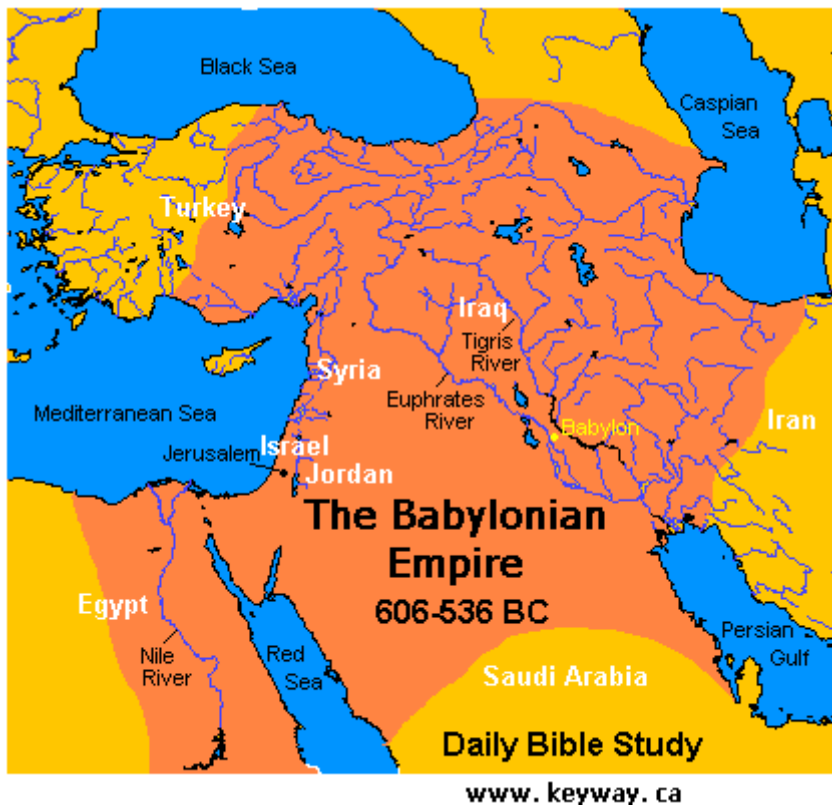 Black Sea
Caspian
Sea
Turkey
Iraq
Tigris
River
Syria
Euphrates
River
Mediterranean Sea
Babylon
Iran
Israel
Jerusalem
Jordan
The Babylonian
Empire
606-536 BC
Egypt
Nile
River
Red
Sea
Persian
Gulf
Saudi Arabia
Daily Bible Study
www.keyway.ca